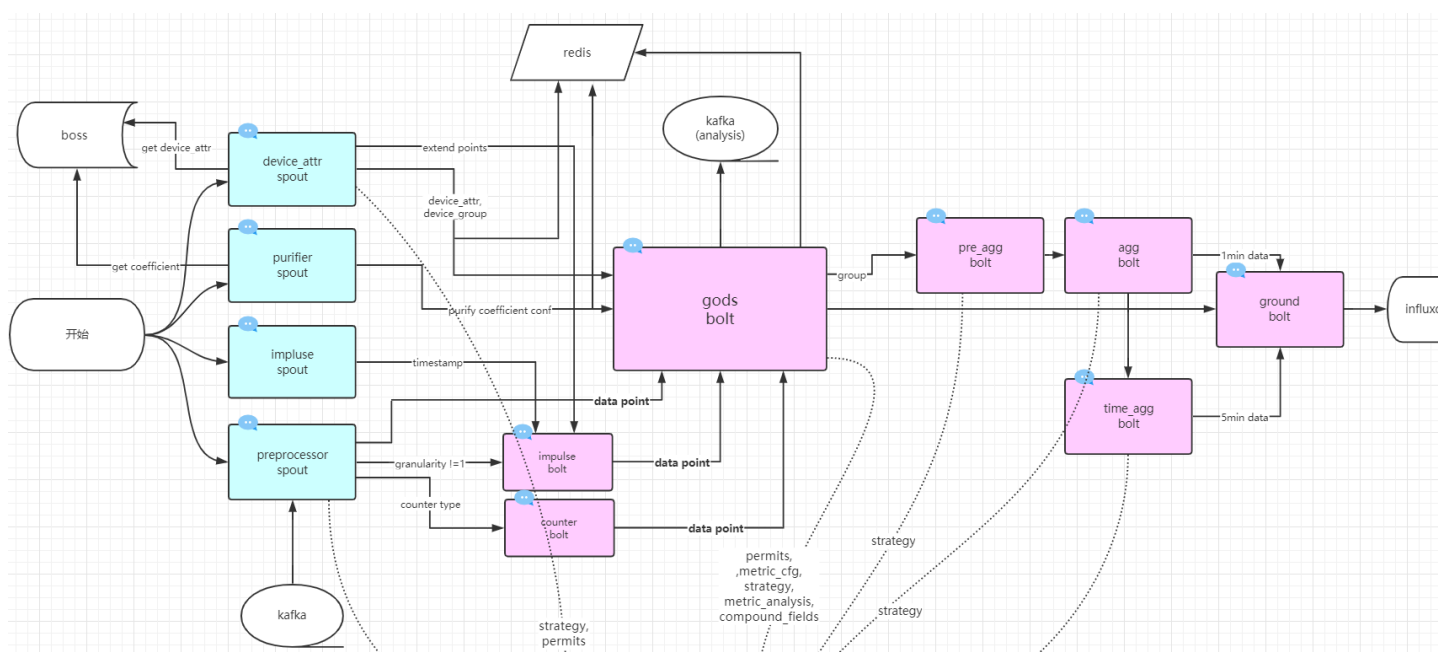 redis
kafka
(analysis)
boss
get device_attr
device_attr
spout
extend points
device_attr,
device_group
purifier
spout
get coefficient
purify coefficient conf
gods
bolt
group
pre_agg
bolt
agg
bolt
1min data
ground
bolt
开始
impluse
spout
timestamp
data point
time_agg
bolt
5min data
preprocessor
spout
granularity !=1
impulse
bolt
data point
counter type
counter
bolt
data point
strategy
permits,
,metric_cfg,
strategy,
metric_analysis,
compound_fields
strategy
kafka
strategy,
permits